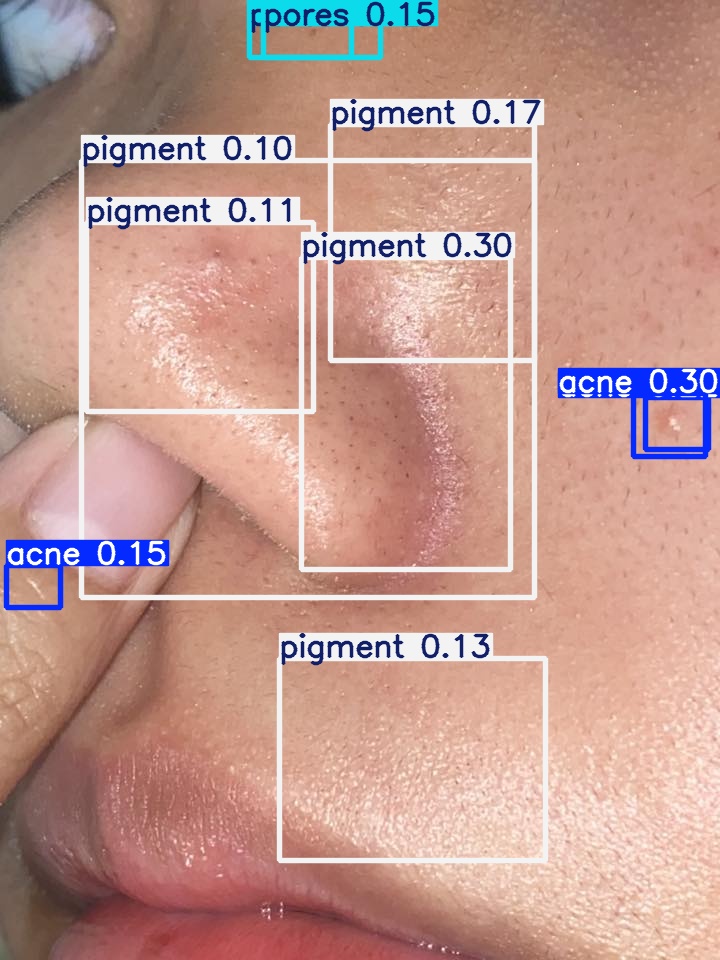 pores 0.15
pigment 0.17
pigment 0.10
pigment 0.11
pigment 0.30
acne 0.30
acne 0.15
pigment 0.13